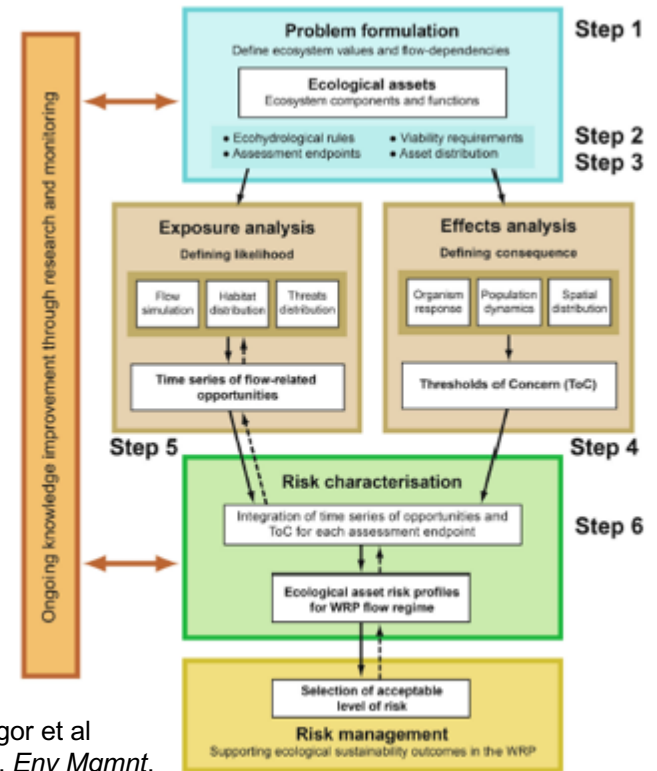 Problem formulation
Define ecosystem values and flow-dependencies
Step 1
Ecological assets
Ecosystem components and functions
• Ecohydrological rules
• Assessment endpoints
• Viability requirements
• Asset distribution
Step 2
Step 3
Ongoing knowledge improvement through research and monitoring
Exposure analysis
Defining likelihood
Flow
simulation
Habitat
distribution
Threats
distribution
Time series of flow-related
opportunities
Step 5
Effects analysis
Defining consequence
Organism
response
Population
dynamics
Spatial
distribution
Thresholds of Concern (ToC)
Step 4
Risk characterisation
Integration of time series of opportunities and
ToC for each assessment endpoint
Step 6
Ecological asset risk profiles
for WRP flow regime
Selection of acceptable
level of risk
Risk management
Supporting ecological sustainability outcomes in the WRP
gor et al
. Env Mgmnt.